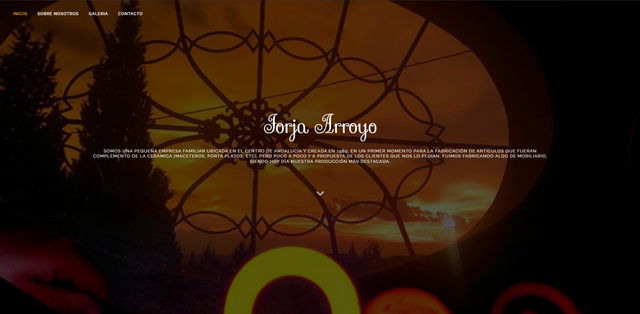 INICIO SOBRE NOSOTROS GALERIA CONTACTO
Forja Arroyo
SOMOS UNA PEQUEÑA EMPRESA FAMILIAR UBICADA EN EL CENTRO DE ANDALUCÍA Y CREADA EN 1989, EN UN PRIMER MOMENTO PARA LA FABRICACIÓN DE ARTÍCULOS QUE FUERAN
COMPLEMENTO DE LA CERÁMICA (MACETEROS, PORTA PLATOS, ETC), PERO POCO A POCO Y A PROPUESTA DE LOS CLIENTES QUE NOS LO PEDIAN, FUIMOS FABRICANDO ALGO DE MOBILIARIO,
SIENDO HOY DÍA NUESTRA PRODUCCIÓN MÁS DESTACADA.